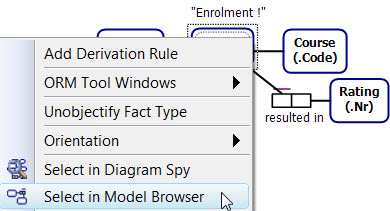 "Enrolment !"
Course
(.Code)
Rating
(.Nr)
resulted in
Add Derivation Rule
ORM Tool Windows
Unobjectify Fact Type
Orientation
Select in Diagram Spy
Select in Model Browser